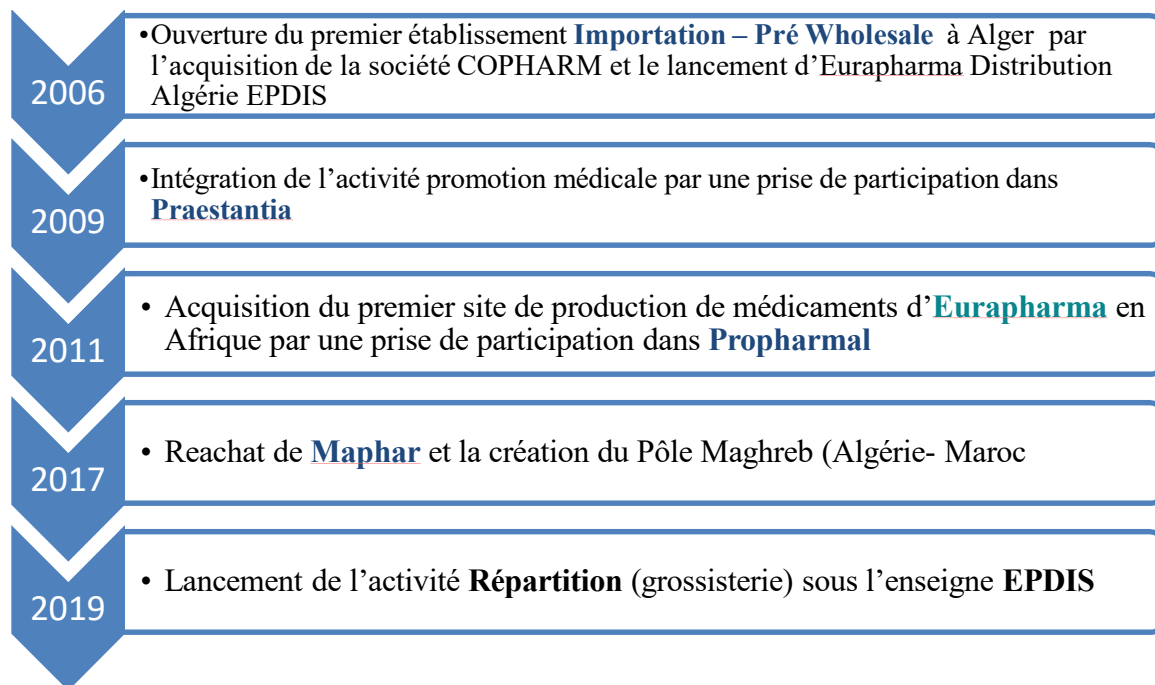 2006
•Ouverture du premier établissement Importation – Pré Wholesale à Alger par
l’acquisition de la société COPHARM et le lancement d’Eurapharma Distribution
Algérie EPDIS
2009
•Intégration de l’activité promotion médicale par une prise de participation dans
Praestantia
2011
• Acquisition du premier site de production de médicaments d’Eurapharma en
Afrique par une prise de participation dans Propharmal
2017
• Reachat de Maphar et la création du Pôle Maghreb (Algérie- Maroc
2019
• Lancement de l’activité Répartition (grossisterie) sous l’enseigne EPDIS